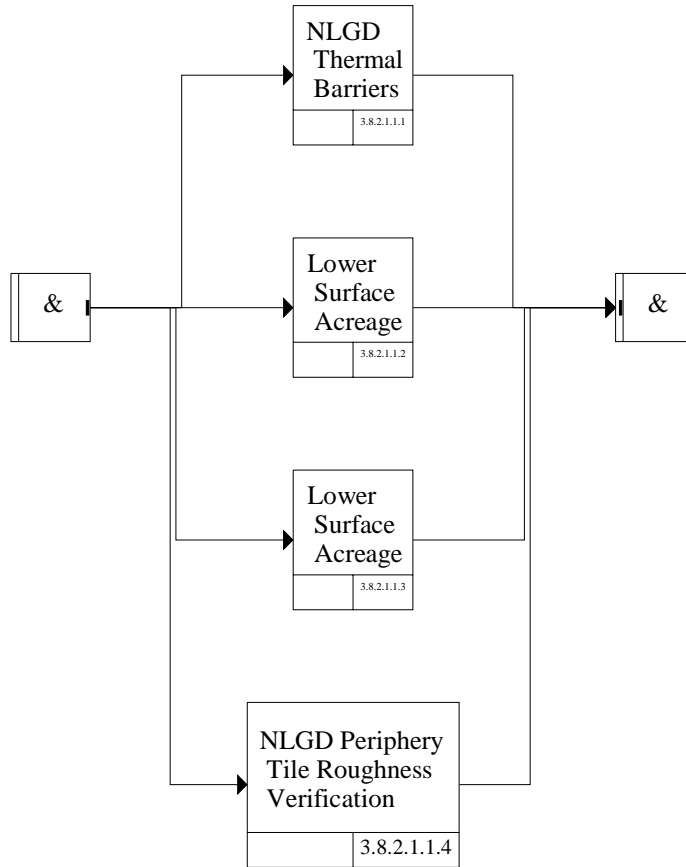 NLGD
Thermal
Barriers
3.8.2.1.1.1
&
Lower
Surface
Acreage
3.8.2.1.1.2
&
Lower
Surface
Acreage
3.8.2.1.1.3
NLGD Periphery
Tile Roughness
Verification
3.8.2.1.1.4